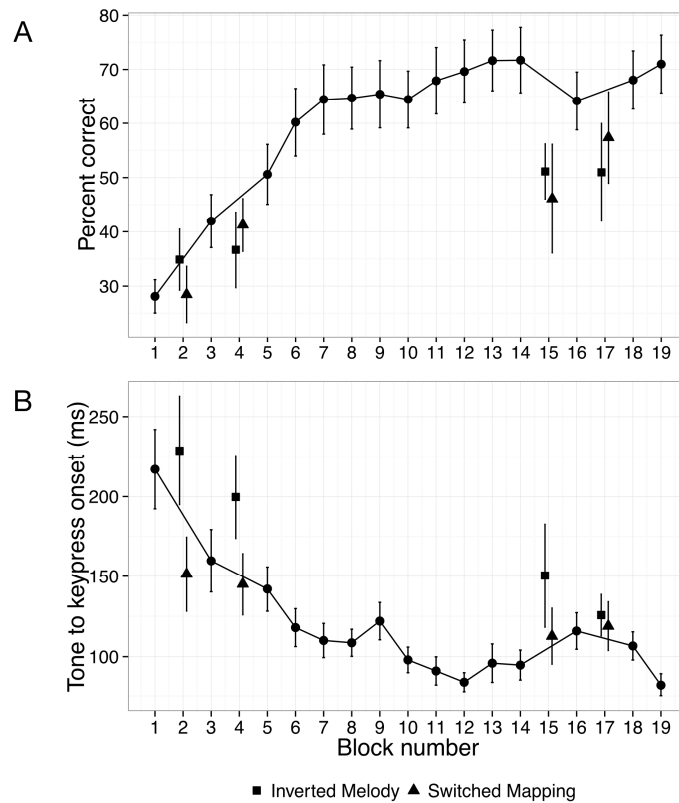 A
Percent correct
80
70
60
50
40
30
1 2 3 4 5 6 7 8 9 10 11 12 13 14 15 16 17 18 19
B
Tone to keypress onset (ms)
250
200
150
100
1 2 3 4 5 6 7 8 9 10 11 12 13 14 15 16 17 18 19
Block number
Inverted Melody Switched Mapping